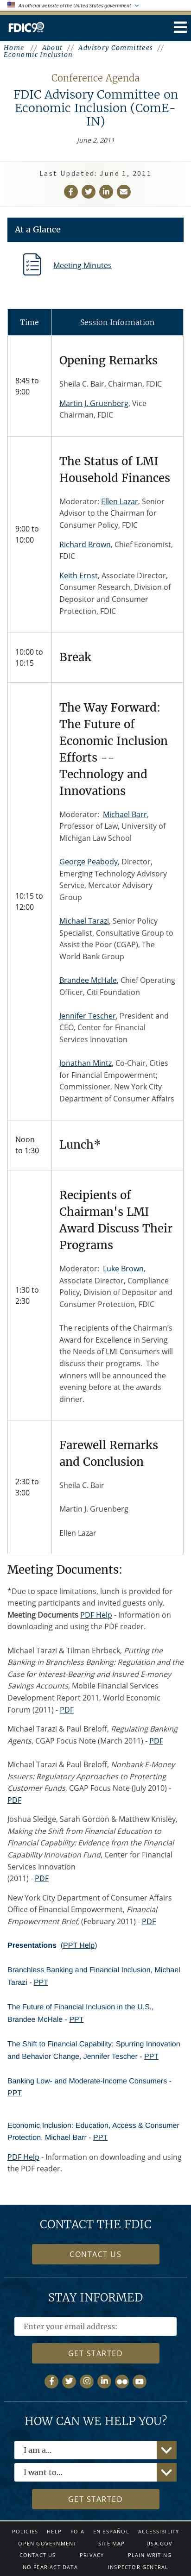 An official website of the United States government
FDIC90
Home // About // Advisory Committees //
Economic Inclusion
Conference Agenda
FDIC Advisory Committee on
Economic Inclusion (ComE-
IN)
June 2, 2011
Last Updated: June 1, 2011
At a Glance
Meeting Minutes
Time Session Information
8:45 to
9:00
Opening Remarks
Sheila C. Bair, Chairman, FDIC
Martin J. Gruenberg, Vice
Chairman, FDIC
9:00 to
10:00
The Status of LMI
Household Finances
Moderator: Ellen Lazar, Senior
Advisor to the Chairman for
Consumer Policy, FDIC
Richard Brown, Chief Economist,
FDIC
Keith Ernst, Associate Director,
Consumer Research, Division of
Depositor and Consumer
Protection, FDIC
10:00 to
10:15
Break
10:15 to
12:00
The Way Forward:
The Future of
Economic Inclusion
Efforts --
Technology and
Innovations
Moderator: Michael Barr,
Professor of Law, University of
Michigan Law School
George Peabody, Director,
Emerging Technology Advisory
Service, Mercator Advisory
Group
Michael Tarazi, Senior Policy
Specialist, Consultative Group to
Assist the Poor (CGAP), The
World Bank Group
Brandee McHale, Chief Operating
Officer, Citi Foundation
Jennifer Tescher, President and
CEO, Center for Financial
Services Innovation
Jonathan Mintz, Co-Chair, Cities
for Financial Empowerment;
Commissioner, New York City
Department of Consumer Affairs
Noon
to 1:30
Lunch*
1:30 to
2:30
Recipients of
Chairman's LMI
Award Discuss Their
Programs
Moderator: Luke Brown,
Associate Director, Compliance
Policy, Division of Depositor and
Consumer Protection, FDIC
The recipients of the Chairman's
Award for Serving the Economic
Needs of LMI Consumers will
discuss their programs. The
winners will be announced the
evening before at the awards
dinner.
2:30 to
3:00
Farewell Remarks
and Conclusion
Sheila C. Bair
Martin J. Gruenberg
Ellen Lazar
Meeting Documents:
*Due to space limitations, lunch is provided for
meeting participants and invited guests only.
Meeting Documents PDF Help - Information on
downloading and using the PDF reader.
Michael Tarazi & Tilman Ehrbeck, Putting the
Banking in Branchless Banking: Regulation and the
Case for Interest-Bearing and Insured E-money
Savings Accounts, Mobile Financial Services
Development Report 2011, World Economic
Forum (2011) - PDF
Michael Tarazi & Paul Breloff, Regulating Banking
Agents, CGAP Focus Note (March 2011) - PDF
Michael Tarazi & Paul Breloff, Nonbank E-Money
Issuers: Regulatory Approaches to Protecting
Customer Funds, CGAP Focus Note (July 2010) -
PDF
Joshua Sledge, Sarah Gordon & Matthew Kinsley,
Making the Shift from Financial Education to
Financial Capability: Evidence from the Financial
Capability Innovation Fund, Center for Financial
Services Innovation
(2011) - PDF
New York City Department of Consumer Affairs
Office of Financial Empowerment, Financial
Empowerment Brief, (February 2011) - PDF
Presentations (PPT Help)
Branchless Banking and Financial Inclusion, Michael
Tarazi - PPT
The Future of Financial Inclusion in the U.S.,
Brandee McHale - PPT
The Shift to Financial Capability: Spurring Innovation
and Behavior Change, Jennifer Tescher - PPT
Banking Low- and Moderate-Income Consumers -
PPT
Economic Inclusion: Education, Access & Consumer
Protection, Michael Barr - PPT
PDF Help - Information on downloading and using
the PDF reader.
CONTACT THE FDIC
CONTACT US
STAY INFORMED
Enter your email address:
GET STARTED
HOW CAN WE HELP YOU?
I am a...
I want to...
GET STARTED
POLICIES HELP FOIA EN ESPAÑOL ACCESSIBILITY
OPEN GOVERNMENT SITE MAP USA.GOV
CONTACT US PRIVACY PLAIN WRITING
NO FEAR ACT DATA INSPECTOR GENERAL